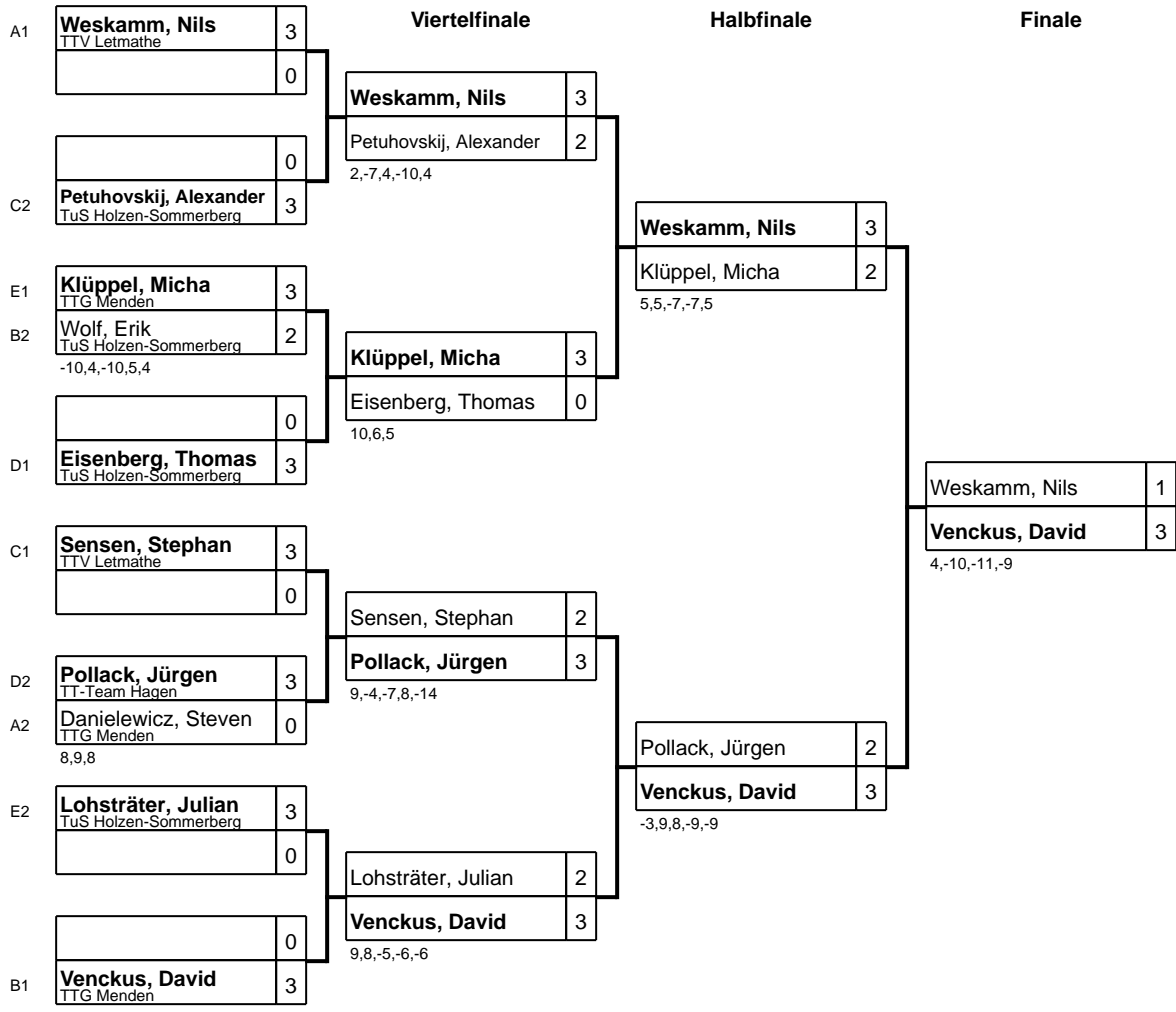 Viertelfinale
Halbfinale
Finale
A1
Weskamm, Nils
TTV Letmathe
3
0
0
C2
Petuhovskij, Alexander
TuS Holzen-Sommerberg
3
E1
Klüppel, Micha
TTG Menden
3
B2
Wolf, Erik
TuS Holzen-Sommerberg
2
-10,4,-10,5,4
0
D1
Eisenberg, Thomas
TuS Holzen-Sommerberg
3
C1
Sensen, Stephan
TTV Letmathe
3
0
D2
Pollack, Jürgen
TT-Team Hagen
3
A2
Danielewicz, Steven
TTG Menden
0
8,9,8
E2
Lohsträter, Julian
TuS Holzen-Sommerberg
3
0
0
B1
Venckus, David
TTG Menden
3
Weskamm, Nils 3
Petuhovskij, Alexander 2
2,-7,4,-10,4
Klüppel, Micha 3
Eisenberg, Thomas 0
10,6,5
Sensen, Stephan 2
Pollack, Jürgen 3
9,-4,-7,8,-14
Lohsträter, Julian 2
Venckus, David 3
9,8,-5,-6,-6
Weskamm, Nils 3
Klüppel, Micha 2
5,5,-7,-7,5
Pollack, Jürgen 2
Venckus, David 3
-3,9,8,-9,-9
Weskamm, Nils 1
Venckus, David 3
4,-10,-11,-9